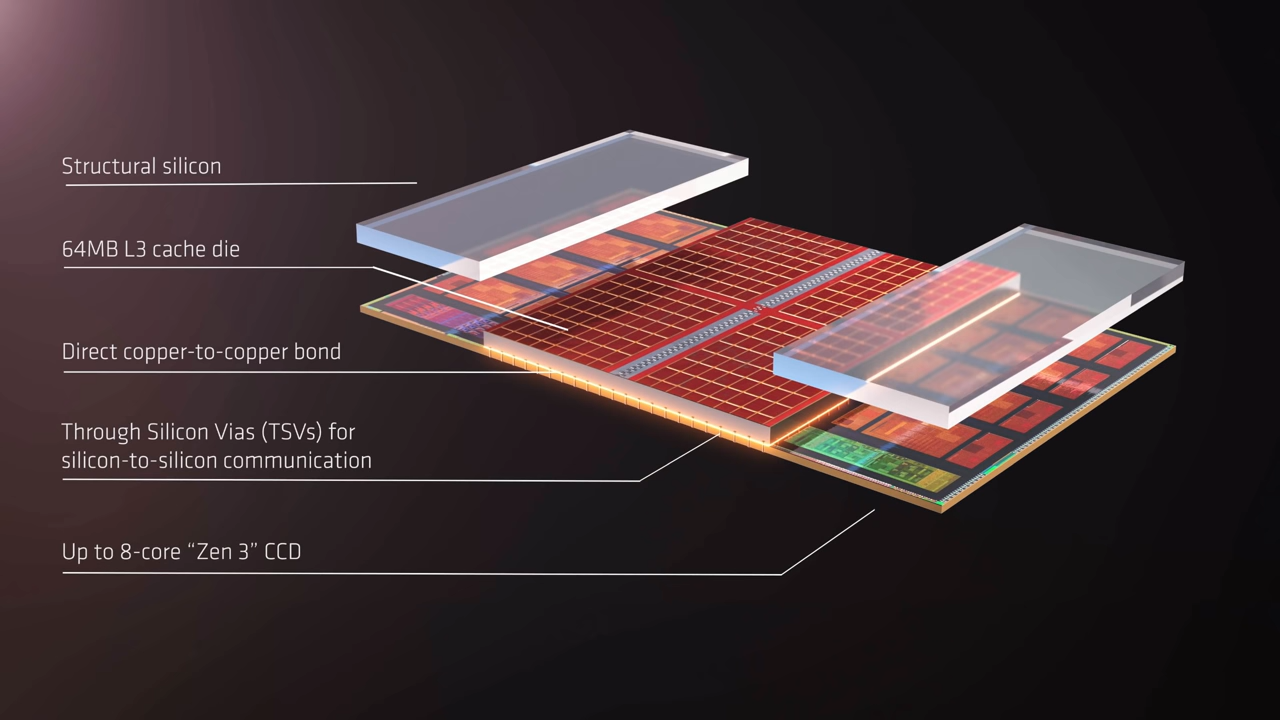 Structural silicon
64MB L3 cache die
Direct copper-to-copper bond
Through Silicon Vias (TSVs) for
silicon-to-silicon communication
Up to 8-core “Zen 3” CCD